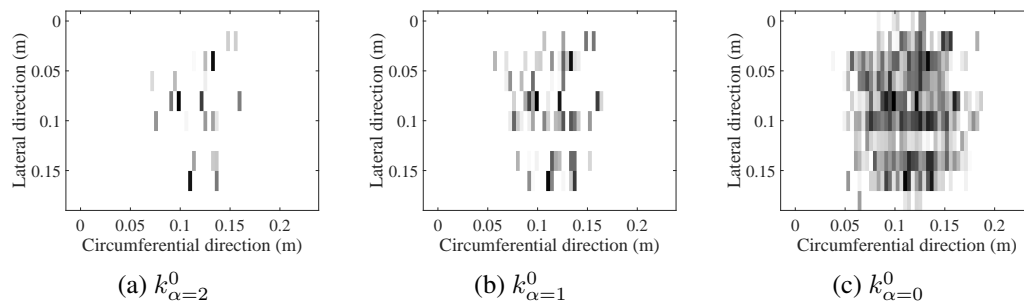 Lateral direction (m)
0
0.05
0.1
0.15
0 0.05 0.1 0.15 0.2
Circumferential direction (m)
(a) k⁰α=2
Lateral direction (m)
0
0.05
0.1
0.15
0 0.05 0.1 0.15 0.2
Circumferential direction (m)
(b) k⁰α=1
Lateral direction (m)
0
0.05
0.1
0.15
0 0.05 0.1 0.15 0.2
Circumferential direction (m)
(c) k⁰α=0